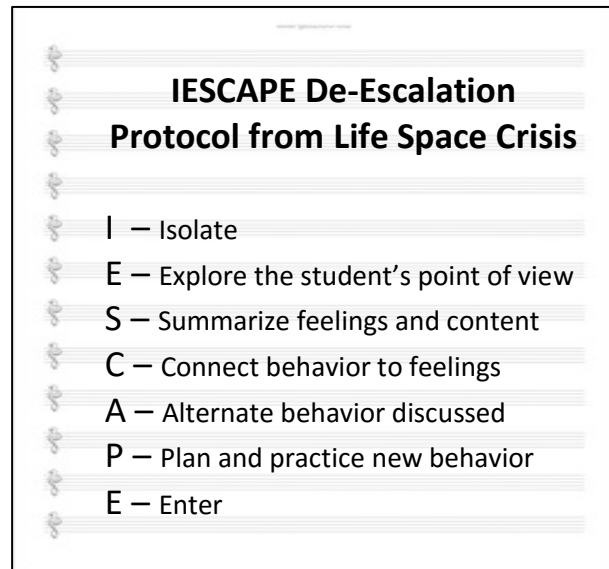 IESCAPE De-Escalation
Protocol from Life Space Crisis
I – Isolate
E – Explore the student's point of view
S – Summarize feelings and content
C – Connect behavior to feelings
A – Alternate behavior discussed
P – Plan and practice new behavior
E – Enter